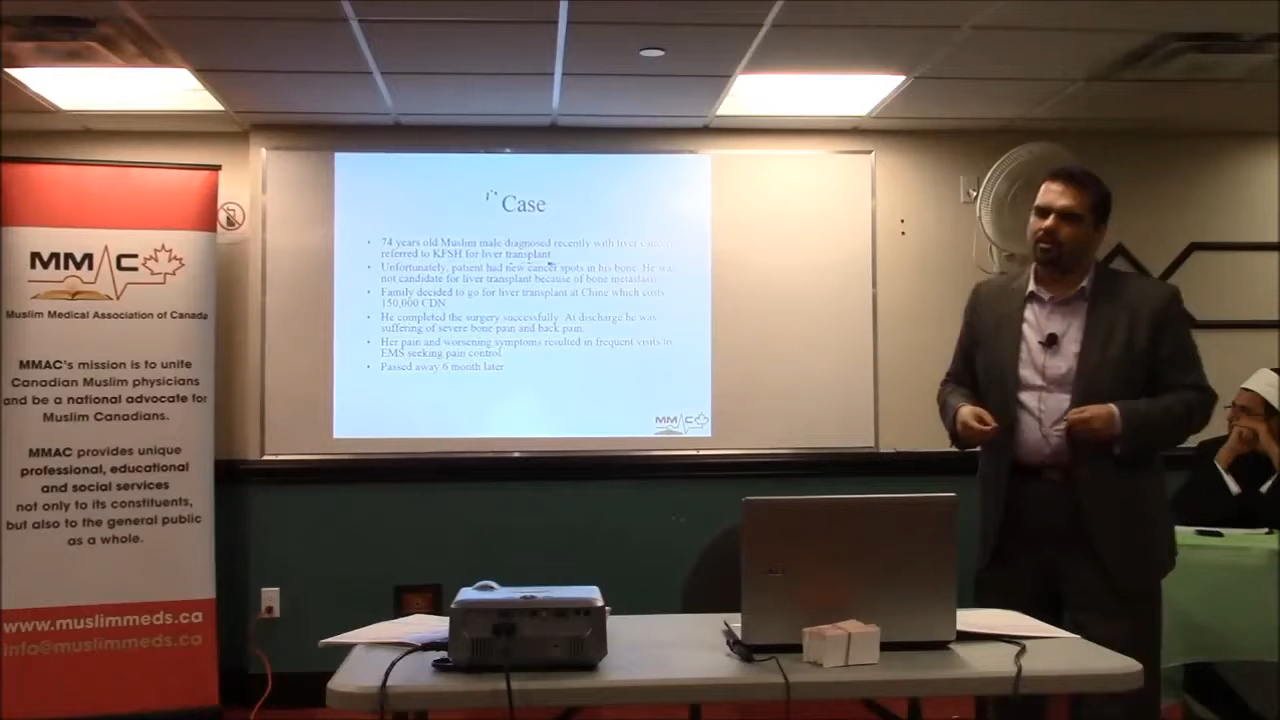 MMAC
Muslim Medical Association of Canada
MMAC's mission is to unite
Canadian Muslim physicians
and be a national advocate for
Muslim Canadians.
MMAC provides unique
professional, educational
and social services
not only to its constituents,
but also to the general public
as a whole.
www.muslimmeds.ca
info@muslimmeds.ca
Case
• 74 years old Muslim male diagnosed recently with liver cancer
referred to KFSH for liver transplant
• Unfortunately, patient had new cancer spots in his bone. He was
not candidate for liver transplant because of bone metastasis
• Family decided to go for liver transplant at Chine which costs
150,000 CDN
• He completed the surgery successfully. At discharge he was
suffering of severe bone pain and back pain.
• Her pain and worsening symptoms resulted in frequent visits to
EMS seeking pain control
• Passed away 6 month later
MMAC